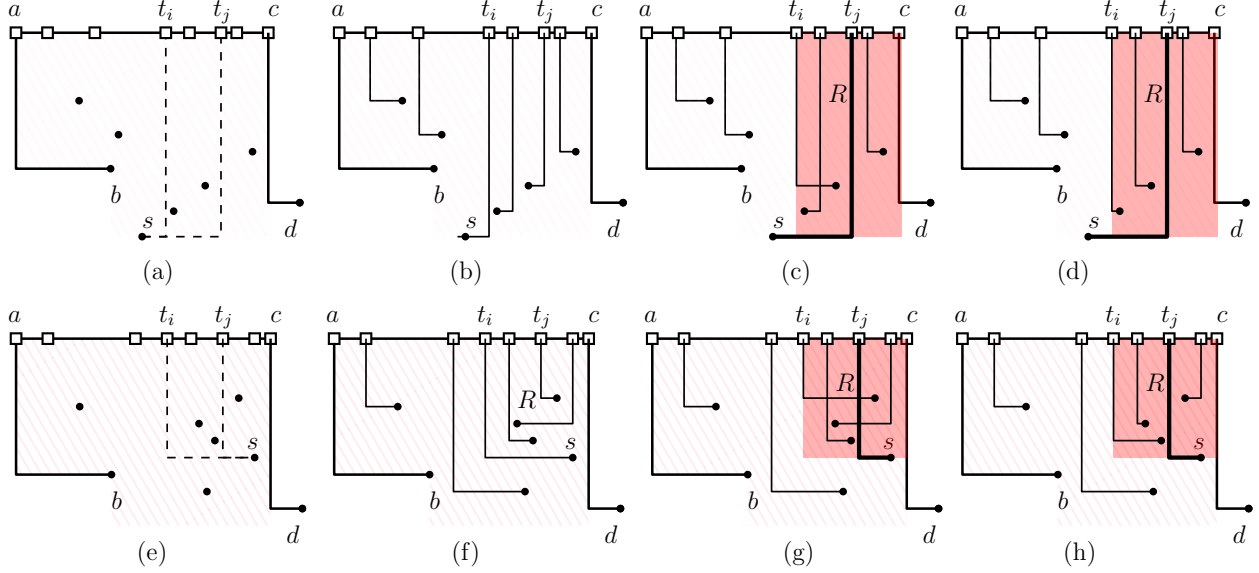 a t_i t_j c a t_i t_j c a t_i t_j c a t_i t_j c
R R
b s d b s d b s d b s d
(a) (b) (c) (d)
a t_i t_j c a t_i t_j c a t_i t_j c a t_i t_j c
R R R
s s s s
b d b d b d b d
(e) (f) (g) (h)